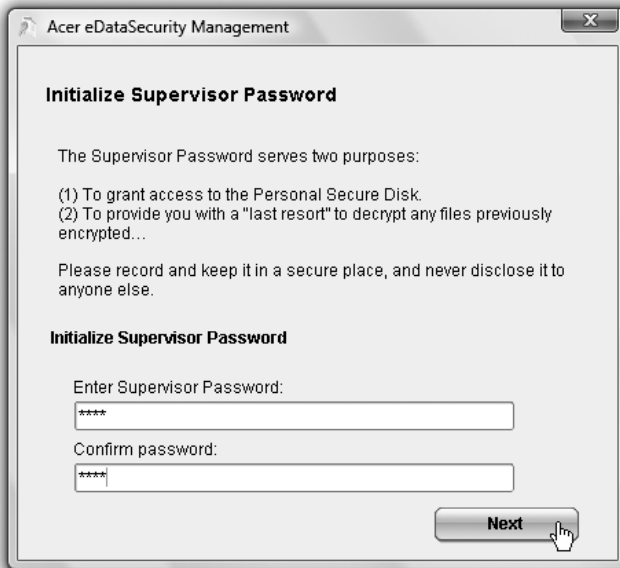 Acer eDataSecurity Management
X
Initialize Supervisor Password
The Supervisor Password serves two purposes:
(1) To grant access to the Personal Secure Disk.
(2) To provide you with a "last resort" to decrypt any files previously
encrypted...
Please record and keep it in a secure place, and never disclose it to
anyone else.
Initialize Supervisor Password
Enter Supervisor Password:
****
Confirm password:
****
Next